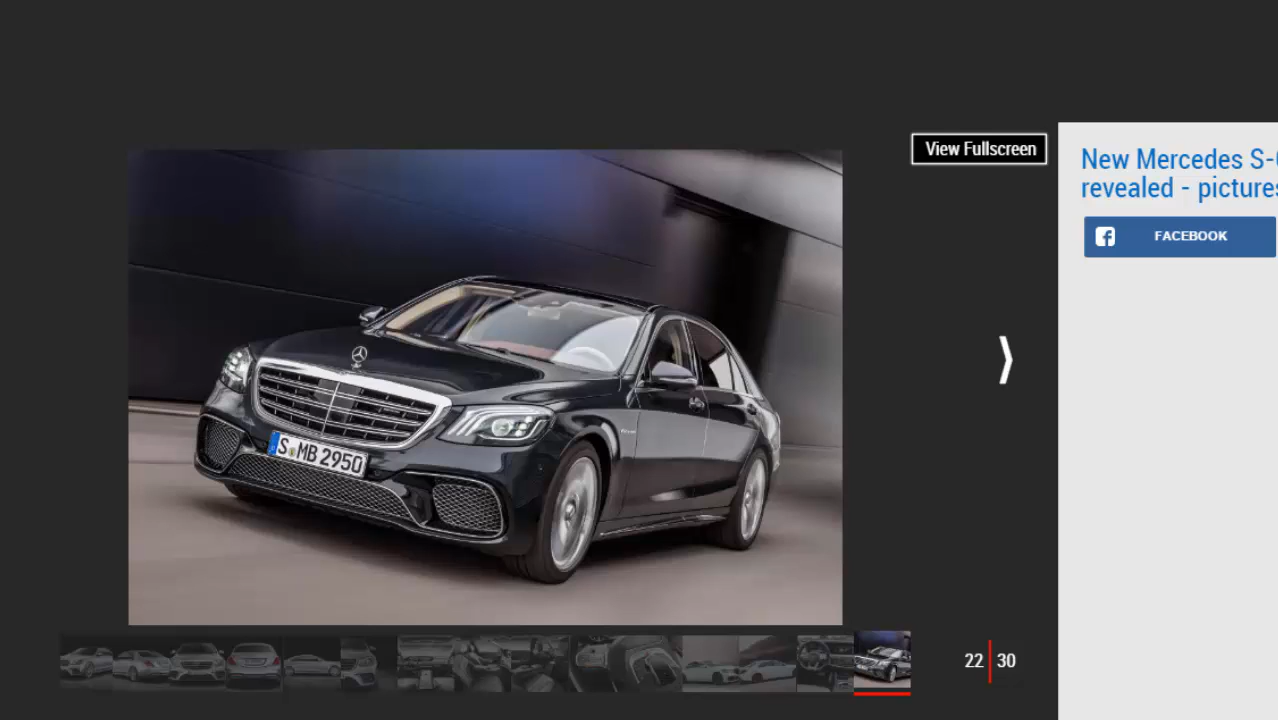 View Fullscreen
New Mercedes S-
revealed - pictures
FACEBOOK
S MB 2950
22 30